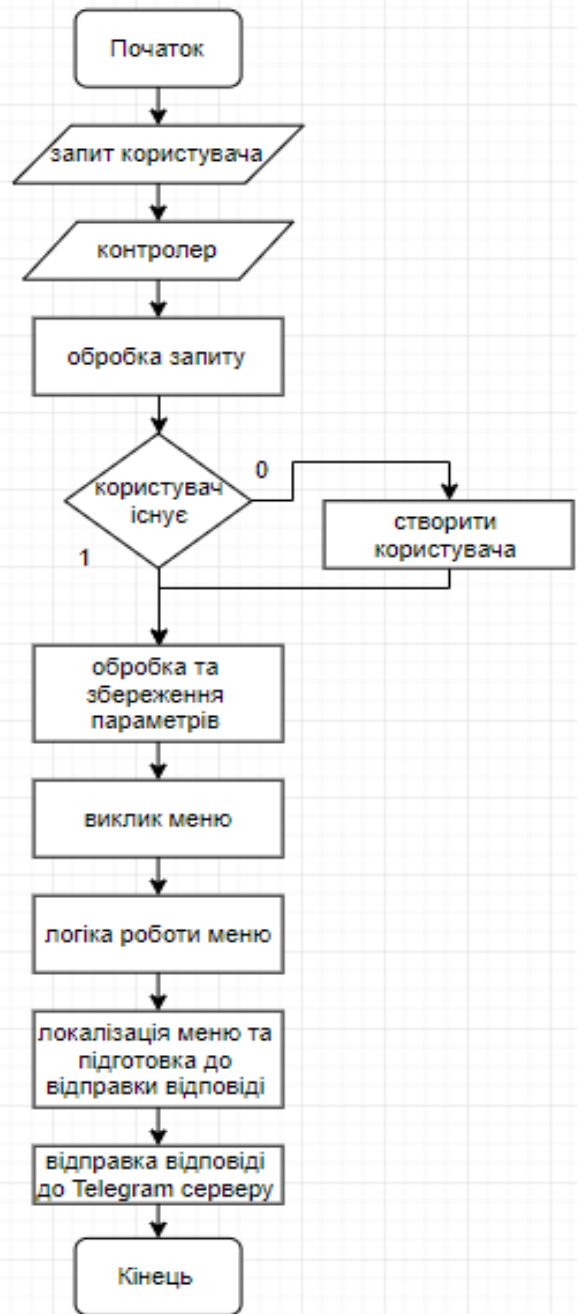 Початок
запит користувача
контролер
обробка запиту
користувач
існує
0
1
створити
користувача
обробка та
збереження
параметрів
виклик меню
логіка роботи меню
локалізація меню та
підготовка до
відправки відповіді
відправка відповіді
до Telegram серверу
Кінець